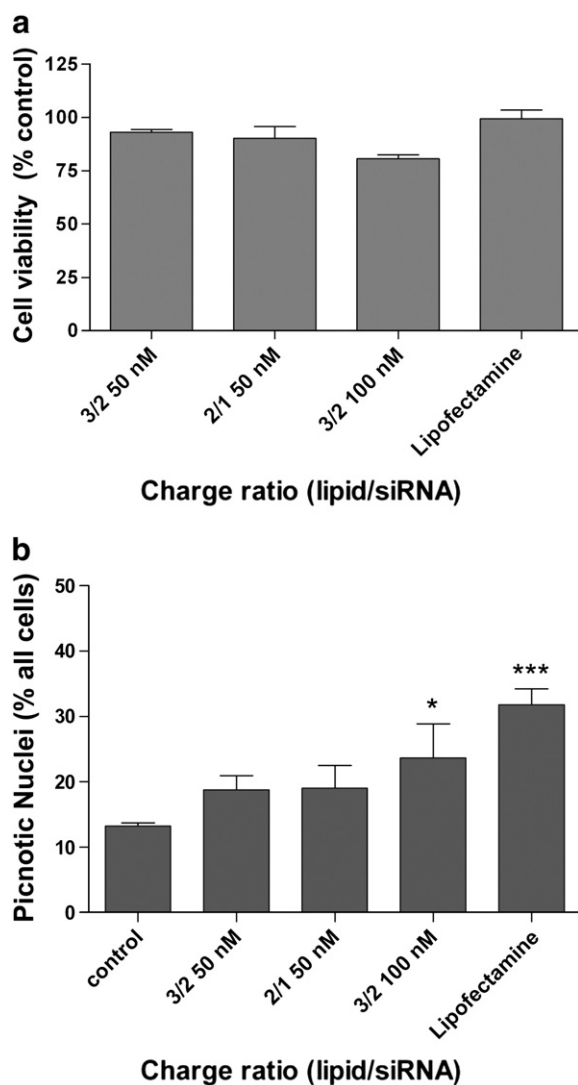 a
Cell viability (% control)
125
100
75
50
25
0
3/2 50 nM
2/1 50 nM
3/2 100 nM
Lipofectamine
Charge ratio (lipid/siRNA)
b
Picnotic Nuclei (% all cells)
50
40
30
20
10
0
*
***
control
3/2 50 nM
2/1 50 nM
3/2 100 nM
Lipofectamine
Charge ratio (lipid/siRNA)